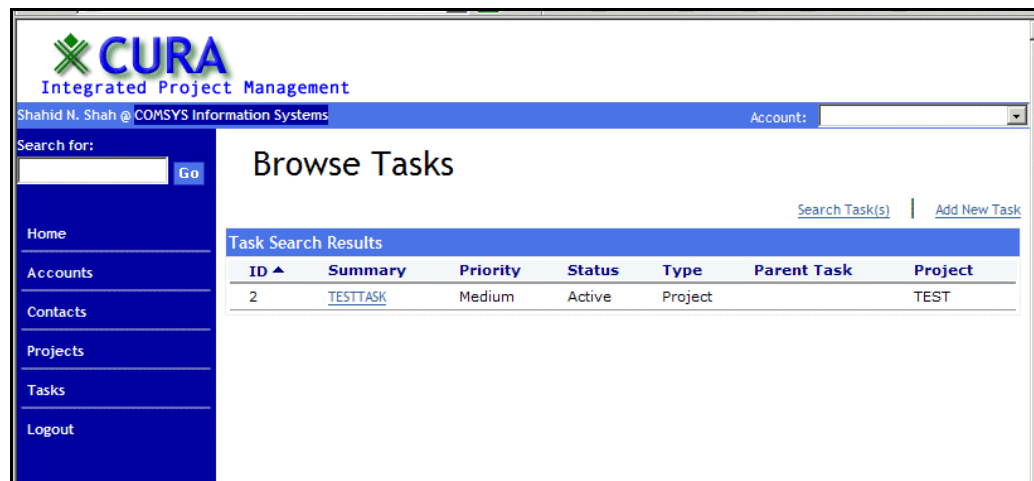 CURA
Integrated Project Management
Shahid N. Shah @ COMSYS Information Systems Account:
Search for:
Go
Browse Tasks
Search Task(s) | Add New Task
Home
Accounts
Contacts
Projects
Tasks
Logout
Task Search Results
ID Summary Priority Status Type Parent Task Project
2 TESTTASK Medium Active Project TEST